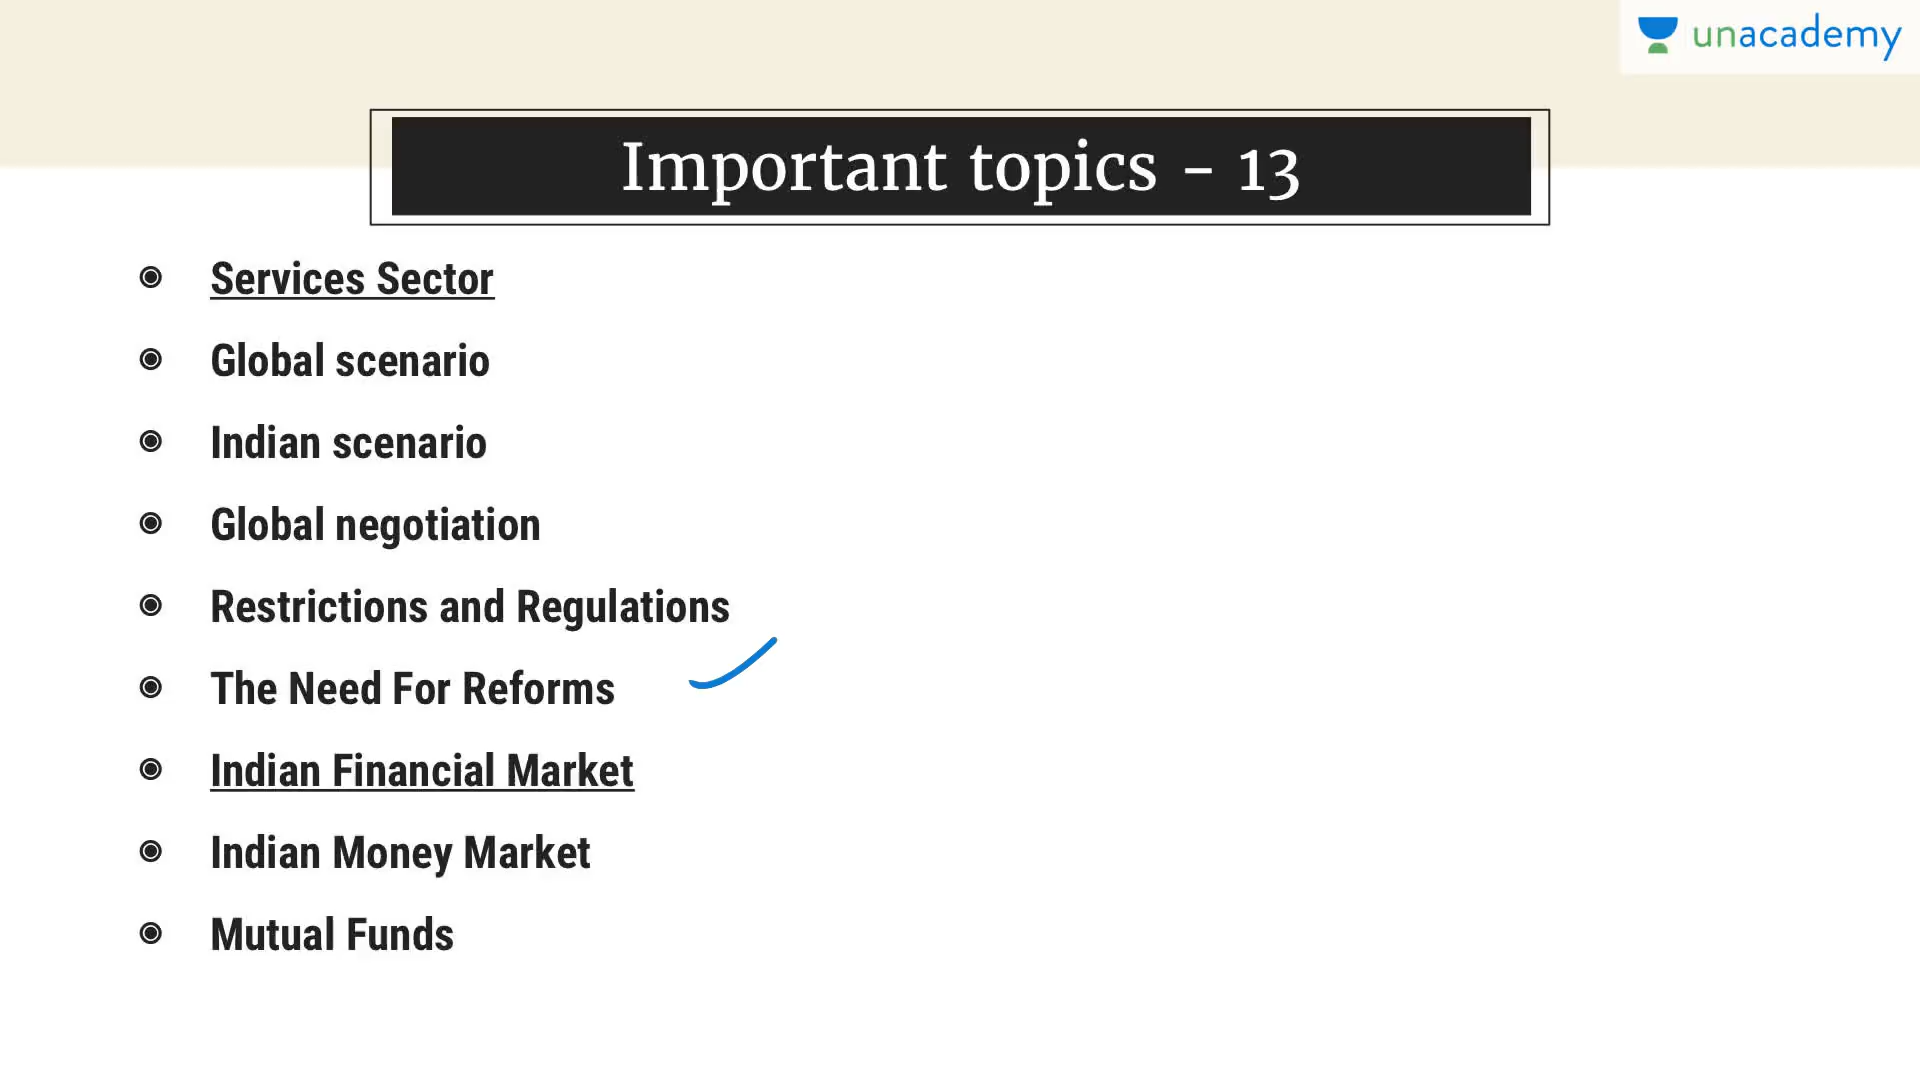 unacademy
Important topics - 13
Services Sector
Global scenario
Indian scenario
Global negotiation
Restrictions and Regulations
The Need For Reforms
Indian Financial Market
Indian Money Market
Mutual Funds